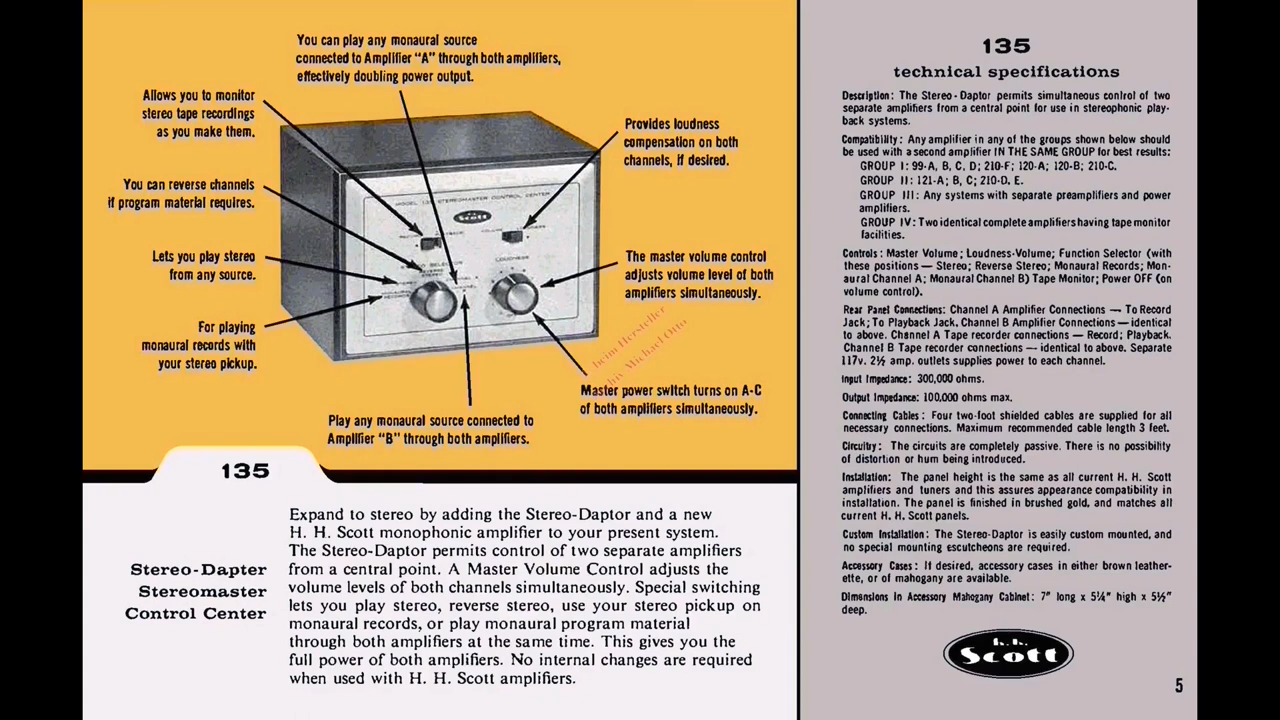 You can play any monaural source
connected to Amplifier "A" through both amplifiers,
effectively doubling power output.
Allows you to monitor
stereo tape recordings
as you make them.
Provides loudness
compensation on both
channels, if desired.
You can reverse channels
if program material requires.
Lets you play stereo
from any source.
The master volume control
adjusts volume level of both
amplifiers simultaneously.
For playing
monaural records with
your stereo pickup.
Master power switch turns on A-C
of both amplifiers simultaneously.
Play any monaural source connected to
Amplifier "B" through both amplifiers.
MODEL 135 STEREOMASTER CONTROL CENTER
Scott
LOUDNESS
REVERSE
STEREO
beim Hersteller
by Michael Otto
135
Stereo-Dapter
Stereomaster
Control Center
Expand to stereo by adding the Stereo-Daptor and a new
H. H. Scott monophonic amplifier to your present system.
The Stereo-Daptor permits control of two separate amplifiers
from a central point. A Master Volume Control adjusts the
volume levels of both channels simultaneously. Special switching
lets you play stereo, reverse stereo, use your stereo pickup on
monaural records, or play monaural program material
through both amplifiers at the same time. This gives you the
full power of both amplifiers. No internal changes are required
when used with H. H. Scott amplifiers.
135
technical specifications
Description: The Stereo-Daptor permits simultaneous control of two
separate amplifiers from a central point for use in stereophonic play-
back systems.
Compatibility: Any amplifier in any of the groups shown below should
be used with a second amplifier IN THE SAME GROUP for best results:
GROUP I: 99-A, B, C, D; 210-F; 120-A; 120-B; 210-C.
GROUP II: 121-A; B, C; 210-D, E.
GROUP III: Any systems with separate preamplifiers and power
amplifiers.
GROUP IV: Two identical complete amplifiers having tape monitor
facilities.
Controls: Master Volume; Loudness-Volume; Function Selector (with
these positions — Stereo; Reverse Stereo; Monaural Records; Mon-
aural Channel A; Monaural Channel B) Tape Monitor; Power OFF (on
volume control).
Rear Panel Connections: Channel A Amplifier Connections — To Record
Jack; To Playback Jack. Channel B Amplifier Connections — identical
to above. Channel A Tape recorder connections — Record; Playback.
Channel B Tape recorder connections — identical to above. Separate
117v. 2½ amp. outlets supplies power to each channel.
Input Impedance: 300,000 ohms.
Output Impedance: 100,000 ohms max.
Connecting Cables: Four two-foot shielded cables are supplied for all
necessary connections. Maximum recommended cable length 3 feet.
Circuitry: The circuits are completely passive. There is no possibility
of distortion or hum being introduced.
Installation: The panel height is the same as all current H. H. Scott
amplifiers and tuners and this assures appearance compatibility in
installation. The panel is finished in brushed gold, and matches all
current H. H. Scott panels.
Custom Installation: The Stereo-Daptor is easily custom mounted, and
no special mounting escutcheons are required.
Accessory Cases: If desired, accessory cases in either brown leather-
ette, or of mahogany are available.
Dimensions In Accessory Mahogany Cabinet: 7" long x 5¼" high x 5½"
deep.
h.h.
Scott
5